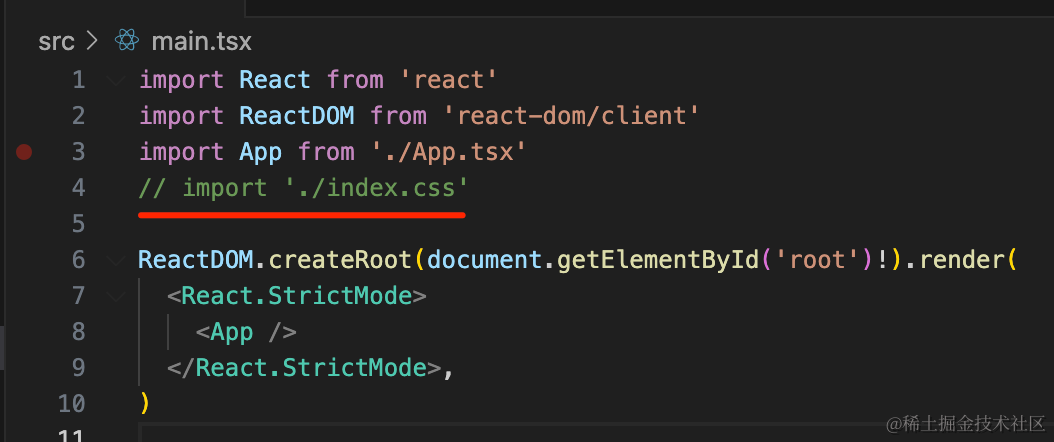 src > main.tsx
1 import React from 'react'
2 import ReactDOM from 'react-dom/client'
3 import App from './App.tsx'
4 // import './index.css'
5
6 ReactDOM.createRoot(document.getElementById('root')!).render(
7   <React.StrictMode>
8     <App />
9   </React.StrictMode>,
10 )
11
@稀土掘金技术社区